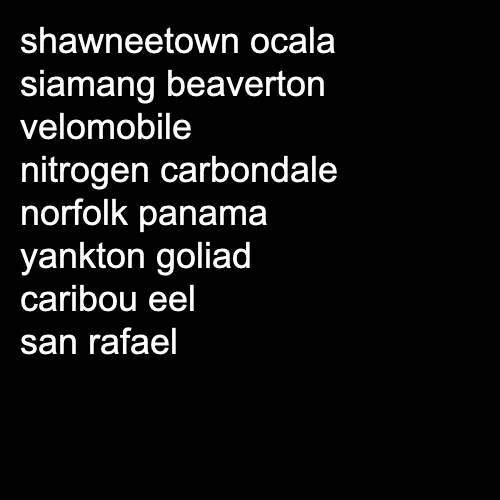 shawneetown ocala
siamang beaverton
velomobile
nitrogen carbondale
norfolk panama
yankton goliad
caribou eel
san rafael